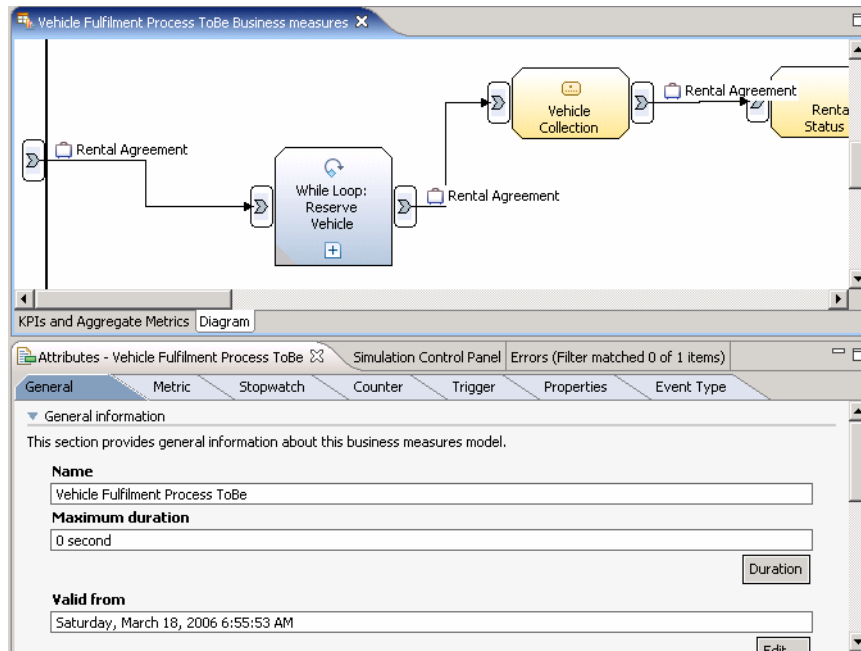 Vehicle Fulfilment Process ToBe Business measures
Rental Agreement
Vehicle
Collection
Renta
Status
Rental Agreement
While Loop:
Reserve
Vehicle
Rental Agreement
KPIs and Aggregate Metrics Diagram
Attributes - Vehicle Fulfilment Process ToBe Simulation Control Panel Errors (Filter matched 0 of 1 items)
General Metric Stopwatch Counter Trigger Properties Event Type
General information
This section provides general information about this business measures model.
Name
Vehicle Fulfilment Process ToBe
Maximum duration
0 second
Duration
Valid from
Saturday, March 18, 2006 6:55:53 AM
Edit...